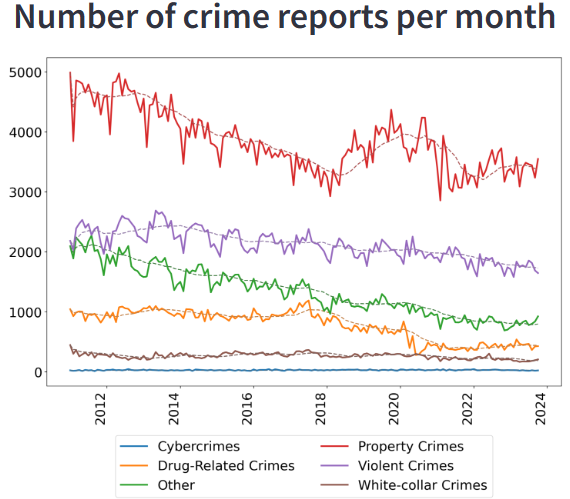 Number of crime reports per month
5000
4000
3000
2000
1000
0
2012
2014
2016
2018
2020
2022
2024
Cybercrimes
Drug-Related Crimes
Other
Property Crimes
Violent Crimes
White-collar Crimes